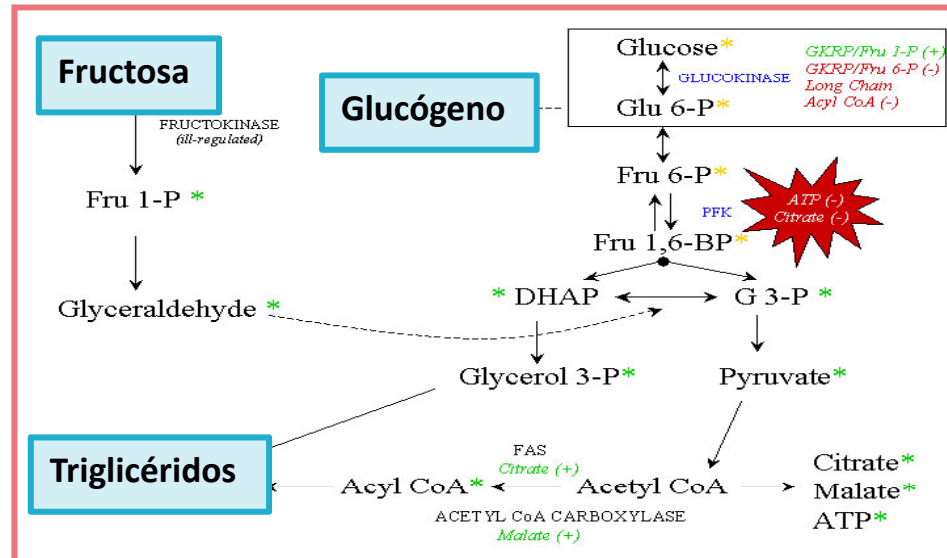 Fructosa
FRUCTOKINASE
(ill-regulated)
Fru 1-P *
Glyceraldehyde *
Glucógeno
Glucose*
GLUCOKINASE
Glu 6-P*
GKRP/Fru 1-P (+)
GKRP/Fru 6-P (-)
Long Chain
Acyl CoA (-)
Fru 6-P*
PFK
ATP (-)
Citrate (-)
Fru 1,6-BP*
* DHAP
G 3-P *
Glycerol 3-P*
Pyruvate*
Triglicéridos
Acyl CoA*
FAS
Citrate (+)
ACETYL CoA CARBOXYLASE
Malate (+)
Acetyl CoA
Citrate*
Malate*
ATP*